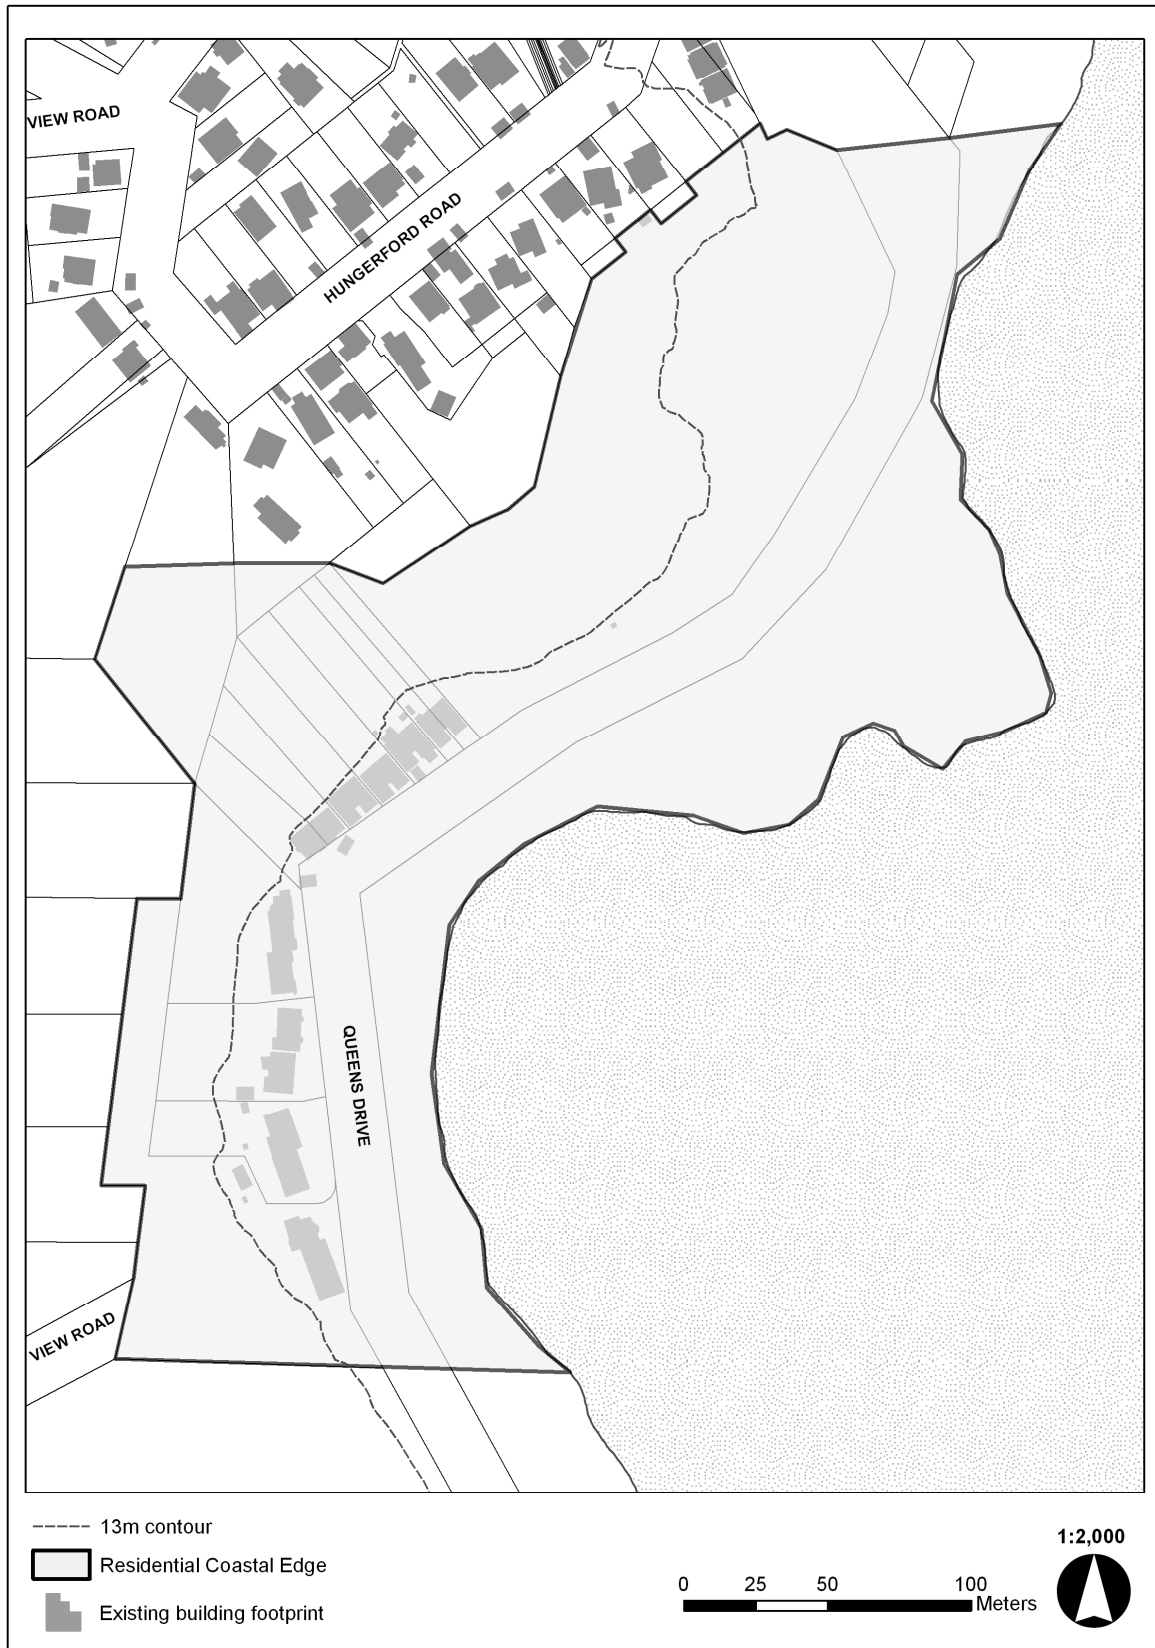 VIEW ROAD
HUNGERFORD ROAD
QUEENS DRIVE
VIEW ROAD
13m contour
Residential Coastal Edge
Existing building footprint
1:2,000
0 25 50 100
Meters